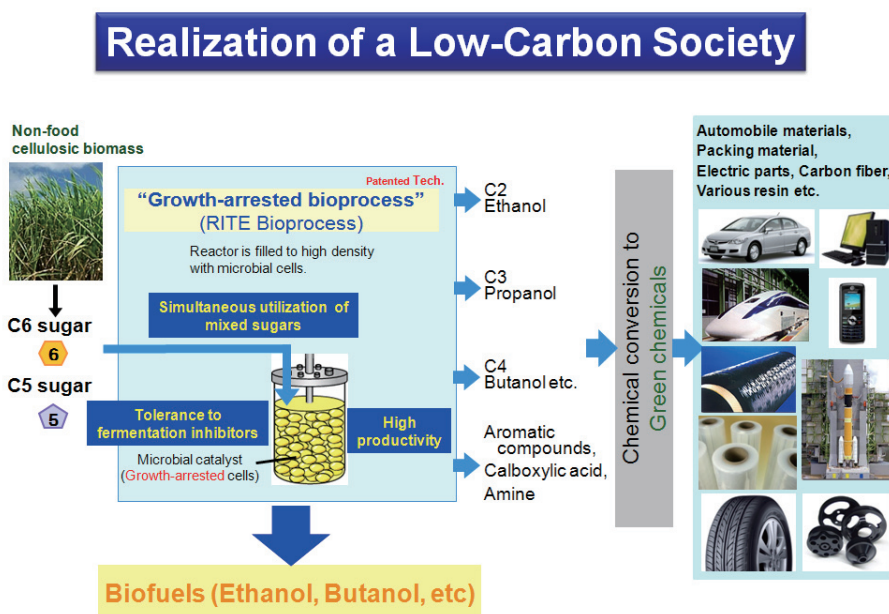 Realization of a Low-Carbon Society
Non-food
cellulosic biomass
C6 sugar
6
C5 sugar
5
Patented Tech.
“Growth-arrested bioprocess”
(RITE Bioprocess)
Reactor is filled to high density
with microbial cells.
Simultaneous utilization of
mixed sugars
Tolerance to
fermentation inhibitors
High
productivity
Microbial catalyst
(Growth-arrested cells)
C2
Ethanol
C3
Propanol
C4
Butanol etc.
Aromatic
compounds,
Calboxylic acid,
Amine
Chemical conversion to
Green chemicals
Automobile materials,
Packing material,
Electric parts, Carbon fiber,
Various resin etc.
Biofuels (Ethanol, Butanol, etc)